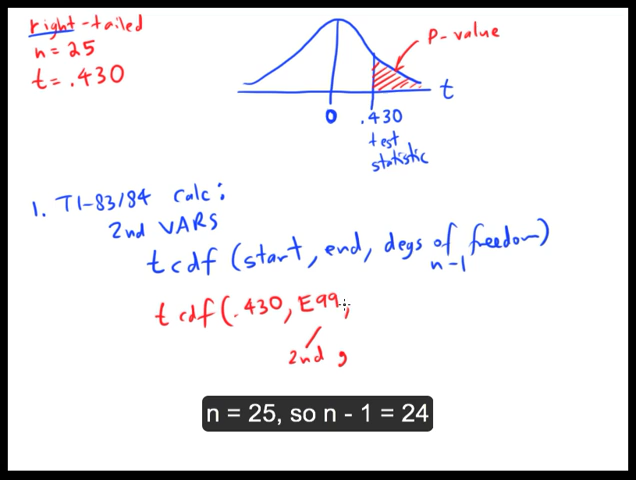 right-tailed
n = 25
t = .430
P-value
t
0
.430
test
statistic
1. TI-83/84 Calc:
2nd VARS
tcdf (start, end, degs of freedom)
n-1
tcdf(.430, E99,
2nd ,
n = 25, so n - 1 = 24